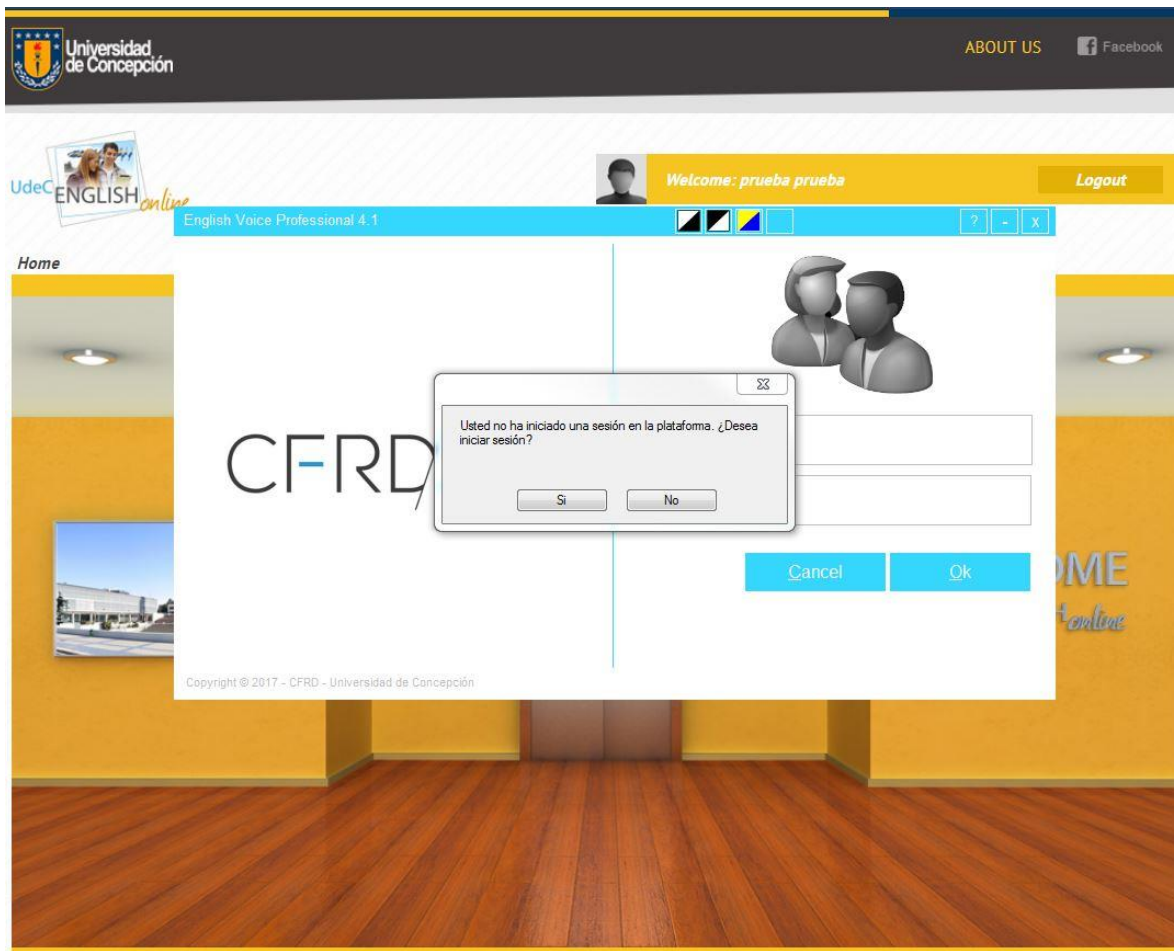 Universidad
de Concepción
ABOUT US
Facebook
UdeC ENGLISH online
Welcome: prueba prueba
Logout
English Voice Professional 4.1
? - x
Home
Usted no ha iniciado una sesión en la plataforma. ¿Desea
iniciar sesión?
Si No
CFRD
Cancel Ok
OME
online
Copyright © 2017 - CFRD - Universidad de Concepción